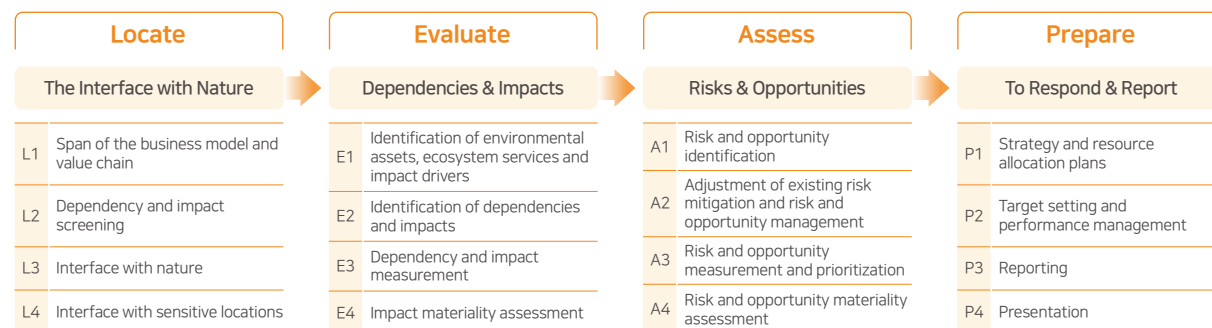 Locate
The Interface with Nature
L1
Span of the business model and
value chain
L2
Dependency and impact
screening
L3
Interface with nature
L4
Interface with sensitive locations
Evaluate
Dependencies & Impacts
E1
Identification of environmental
assets, ecosystem services and
impact drivers
E2
Identification of dependencies
and impacts
E3
Dependency and impact
measurement
E4
Impact materiality assessment
Assess
Risks & Opportunities
A1
Risk and opportunity
identification
A2
Adjustment of existing risk
mitigation and risk and
opportunity management
A3
Risk and opportunity
measurement and prioritization
A4
Risk and opportunity materiality
assessment
Prepare
To Respond & Report
P1
Strategy and resource
allocation plans
P2
Target setting and
performance management
P3
Reporting
P4
Presentation